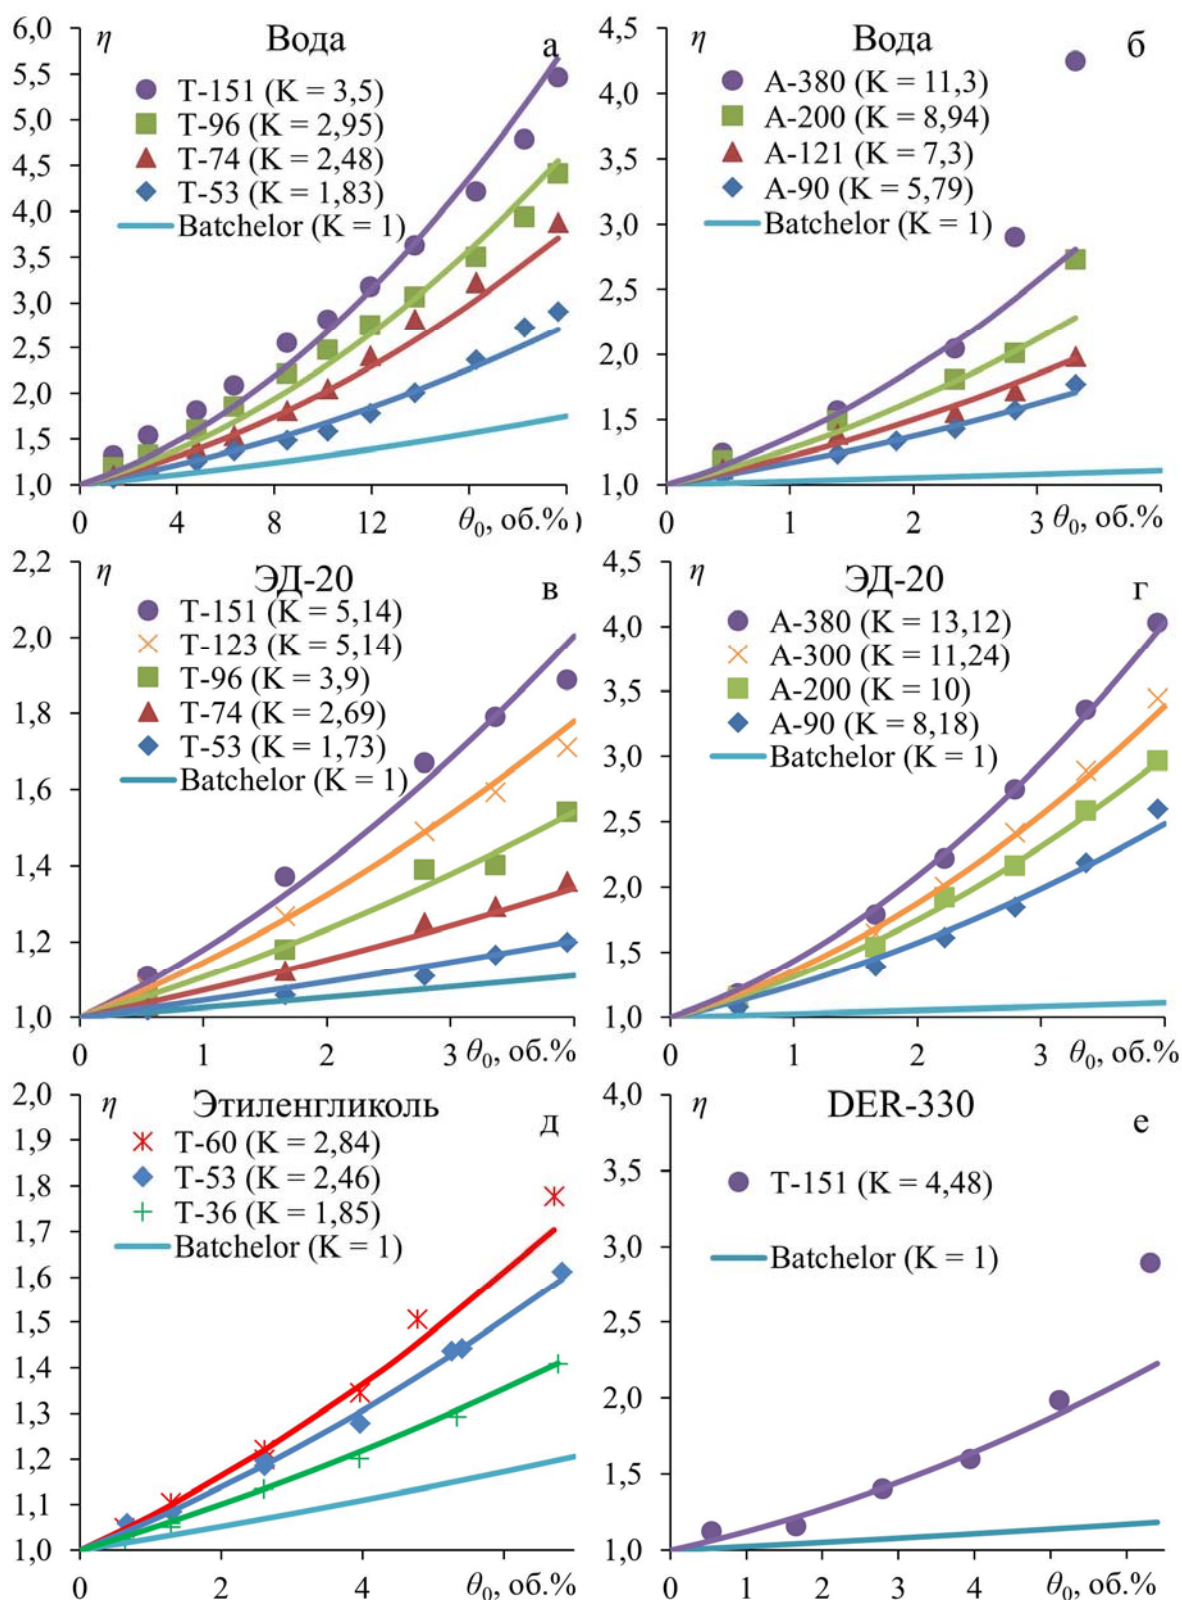 Вода
а
η
T-151 (K = 3,5)
T-96 (K = 2,95)
T-74 (K = 2,48)
T-53 (K = 1,83)
Batchelor (K = 1)
6,0
5,5
5,0
4,5
4,0
3,5
3,0
2,5
2,0
1,5
1,0
0 4 8 12 θ₀, об.%)
Вода
б
η
A-380 (K = 11,3)
A-200 (K = 8,94)
A-121 (K = 7,3)
A-90 (K = 5,79)
Batchelor (K = 1)
4,5
4,0
3,5
3,0
2,5
2,0
1,5
1,0
0 1 2 3 θ₀, об.%
ЭД-20
в
η
T-151 (K = 5,14)
T-123 (K = 5,14)
T-96 (K = 3,9)
T-74 (K = 2,69)
T-53 (K = 1,73)
Batchelor (K = 1)
2,2
2,0
1,8
1,6
1,4
1,2
1,0
0 1 2 3 θ₀, об.%
ЭД-20
г
η
A-380 (K = 13,12)
A-300 (K = 11,24)
A-200 (K = 10)
A-90 (K = 8,18)
Batchelor (K = 1)
4,5
4,0
3,5
3,0
2,5
2,0
1,5
1,0
0 1 2 3 θ₀, об.%
Этиленгликоль
д
η
T-60 (K = 2,84)
T-53 (K = 2,46)
T-36 (K = 1,85)
Batchelor (K = 1)
2,0
1,9
1,8
1,7
1,6
1,5
1,4
1,3
1,2
1,1
1,0
0 2 4 θ₀, об.%
DER-330
е
η
T-151 (K = 4,48)
Batchelor (K = 1)
4,0
3,5
3,0
2,5
2,0
1,5
1,0
0 1 2 3 4 θ₀, об.%